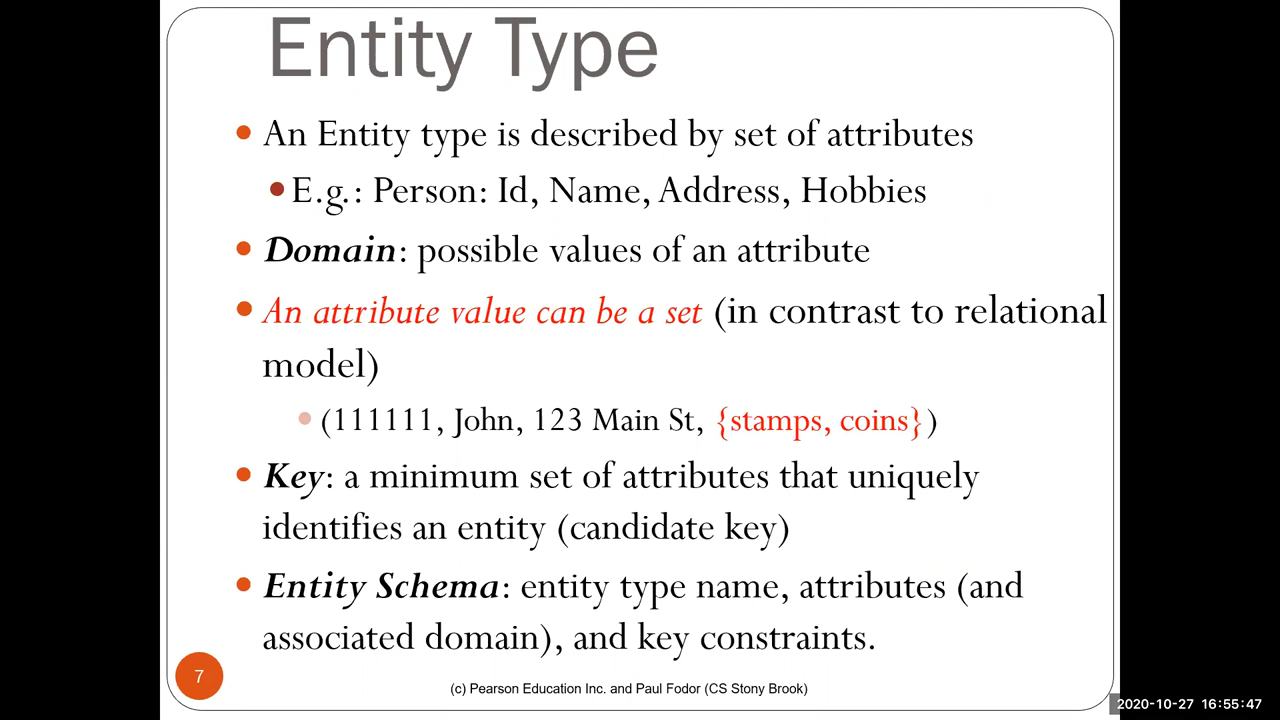 Entity Type
An Entity type is described by set of attributes
E.g.: Person: Id, Name, Address, Hobbies
Domain: possible values of an attribute
An attribute value can be a set (in contrast to relational
model)
(111111, John, 123 Main St, {stamps, coins})
Key: a minimum set of attributes that uniquely
identifies an entity (candidate key)
Entity Schema: entity type name, attributes (and
associated domain), and key constraints.
7
(c) Pearson Education Inc. and Paul Fodor (CS Stony Brook)
2020-10-27 16:55:47